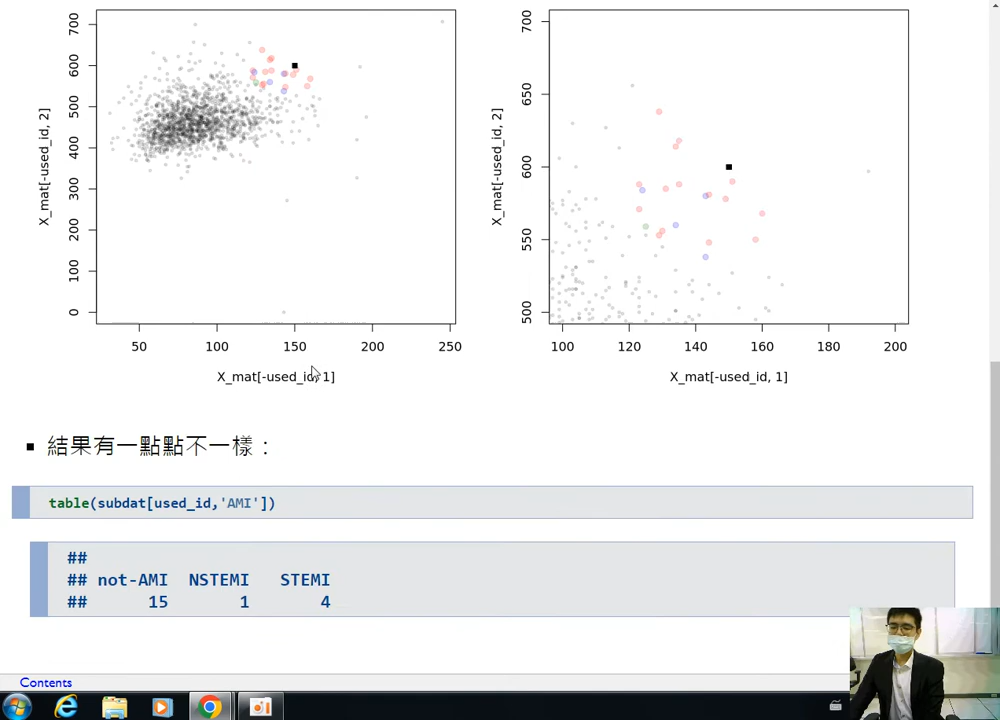 700
600
500
400
300
200
100
0
X_mat[-used_id, 2]
50 100 150 200 250
X_mat[-used_id, 1]
700
650
600
550
500
X_mat[-used_id, 2]
100 120 140 160 180 200
X_mat[-used_id, 1]
結果有一點點不一樣：
table(subdat[used_id,'AMI'])
##
## not-AMI NSTEMI STEMI
## 15 1 4
Contents